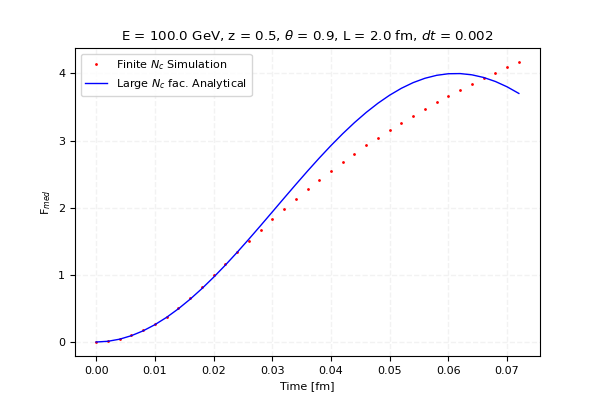 E = 100.0 GeV, z = 0.5, θ = 0.9, L = 2.0 fm, dt = 0.002
Finite N_c Simulation
Large N_c fac. Analytical
F_med
4
3
2
1
0
0.00 0.01 0.02 0.03 0.04 0.05 0.06 0.07
Time [fm]